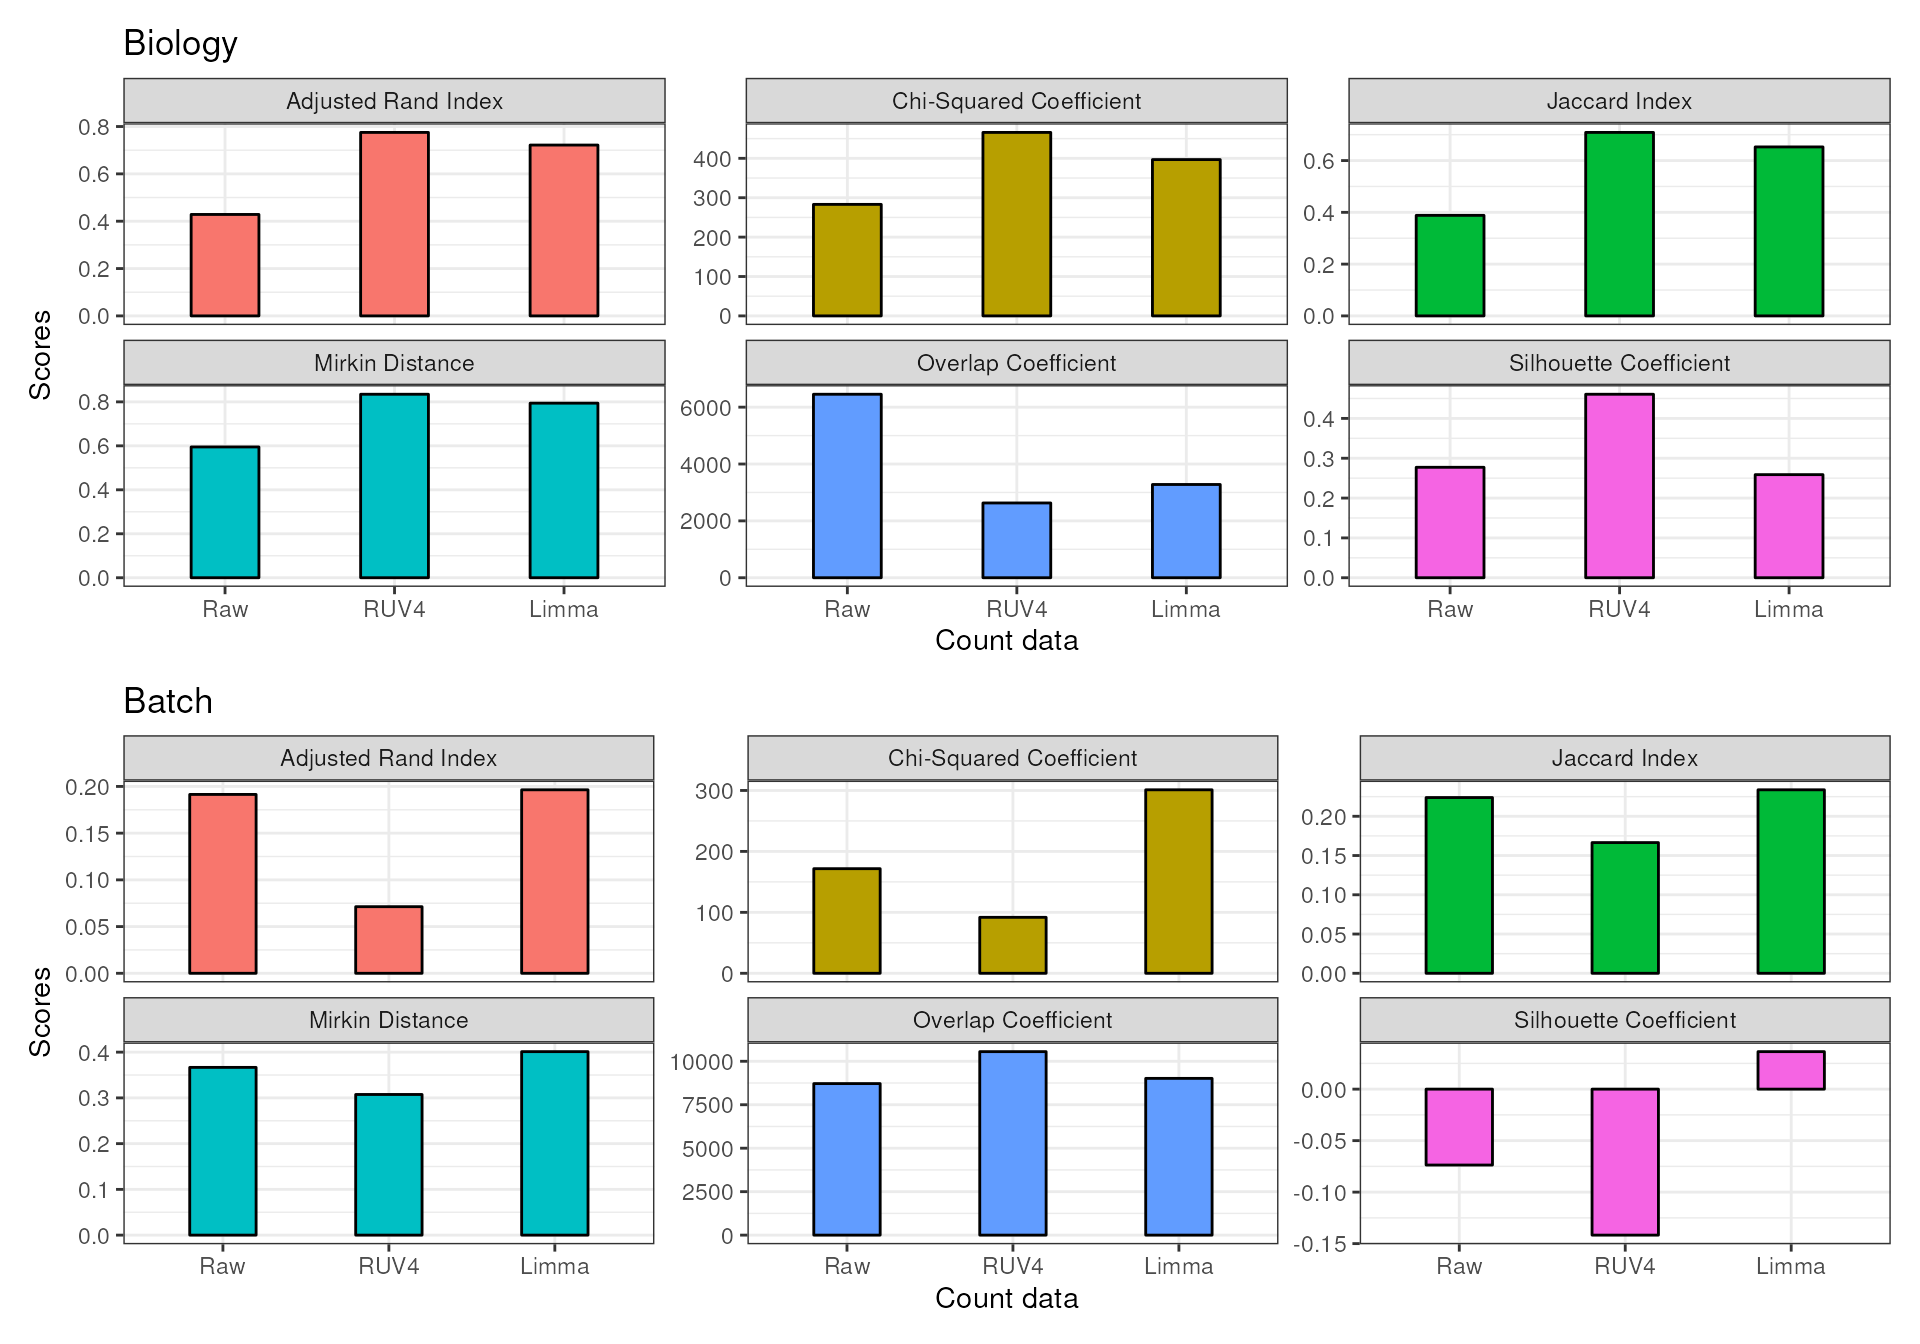 Biology
Adjusted Rand Index
Chi-Squared Coefficient
Jaccard Index
0.8
0.6
0.4
0.2
0.0
400
300
200
100
0
0.6
0.4
0.2
0.0
Scores
Mirkin Distance
Overlap Coefficient
Silhouette Coefficient
0.8
0.6
0.4
0.2
0.0
6000
4000
2000
0
0.4
0.3
0.2
0.1
0.0
Raw RUV4 Limma
Raw RUV4 Limma
Raw RUV4 Limma
Count data
Batch
Adjusted Rand Index
Chi-Squared Coefficient
Jaccard Index
0.20
0.15
0.10
0.05
0.00
300
200
100
0
0.20
0.15
0.10
0.05
0.00
Scores
Mirkin Distance
Overlap Coefficient
Silhouette Coefficient
0.4
0.3
0.2
0.1
0.0
10000
7500
5000
2500
0
0.00
-0.05
-0.10
-0.15
Raw RUV4 Limma
Raw RUV4 Limma
Raw RUV4 Limma
Count data